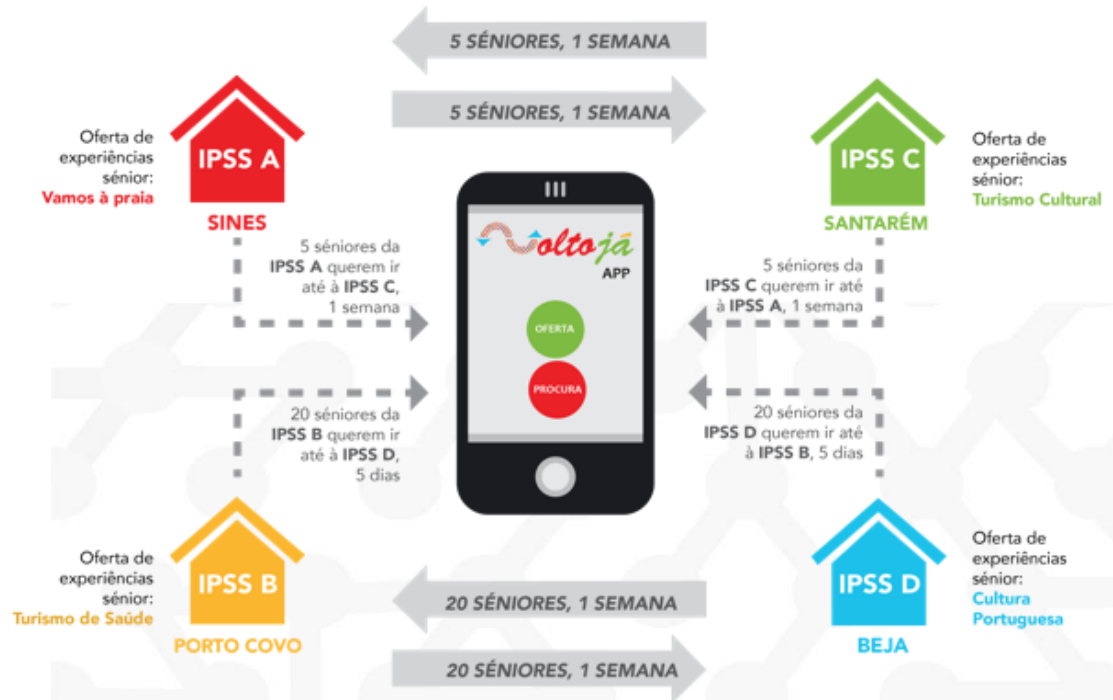 5 SÉNIORES, 1 SEMANA
5 SÉNIORES, 1 SEMANA
Oferta de
experiências
sénior:
Vamos à praia
IPSS A
SINES
IPSS C
SANTARÉM
Oferta de
experiências
sénior:
Turismo Cultural
5 séniores da
IPSS A querem ir
até à IPSS C,
1 semana
Voltojá
APP
OFERTA
PROCURA
5 séniores da
IPSS C querem ir até
à IPSS A, 1 semana
20 séniores da
IPSS B querem ir
até à IPSS D,
5 dias
20 séniores da
IPSS D querem ir até
à IPSS B, 5 dias
Oferta de
experiências
sénior:
Turismo de Saúde
IPSS B
PORTO COVO
IPSS D
BEJA
Oferta de
experiências
sénior:
Cultura
Portuguesa
20 SÉNIORES, 1 SEMANA
20 SÉNIORES, 1 SEMANA